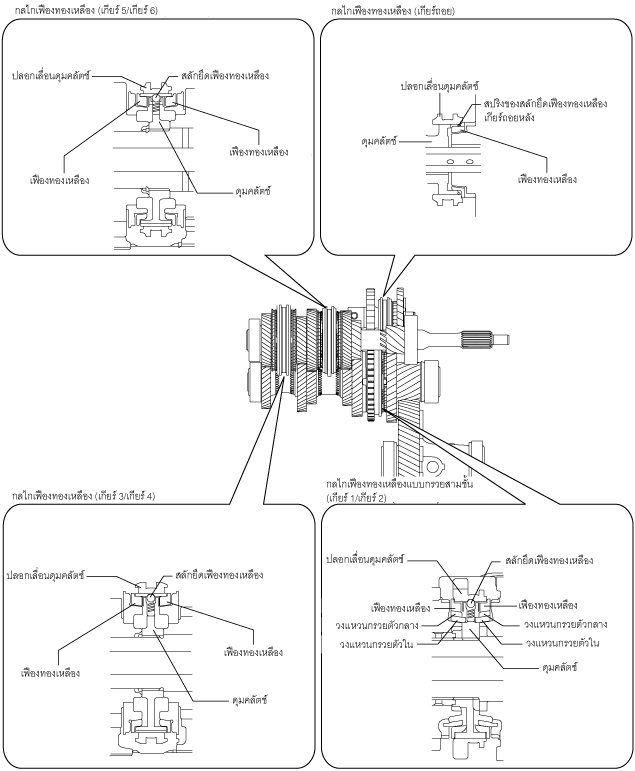 กลไกเฟืองทองเหลือง (เกียร์ 5/เกียร์ 6)
ปลอกเลื่อนดุมคลัตช์
สลักยึดเฟืองทองเหลือง
เฟืองทองเหลือง
เฟืองทองเหลือง
ดุมคลัตช์
กลไกเฟืองทองเหลือง (เกียร์ถอย)
ปลอกเลื่อนดุมคลัตช์
สปริงของสลักยึดเฟืองทองเหลือง
เกียร์ถอยหลัง
ดุมคลัตช์
เฟืองทองเหลือง
กลไกเฟืองทองเหลือง (เกียร์ 3/เกียร์ 4)
ปลอกเลื่อนดุมคลัตช์
สลักยึดเฟืองทองเหลือง
เฟืองทองเหลือง
เฟืองทองเหลือง
ดุมคลัตช์
กลไกเฟืองทองเหลืองแบบกรวยสามชั้น
(เกียร์ 1/เกียร์ 2)
ปลอกเลื่อนดุมคลัตช์
สลักยึดเฟืองทองเหลือง
เฟืองทองเหลือง
เฟืองทองเหลือง
วงแหวนกรวยตัวกลาง
วงแหวนกรวยตัวกลาง
วงแหวนกรวยตัวใน
วงแหวนกรวยตัวใน
ดุมคลัตช์